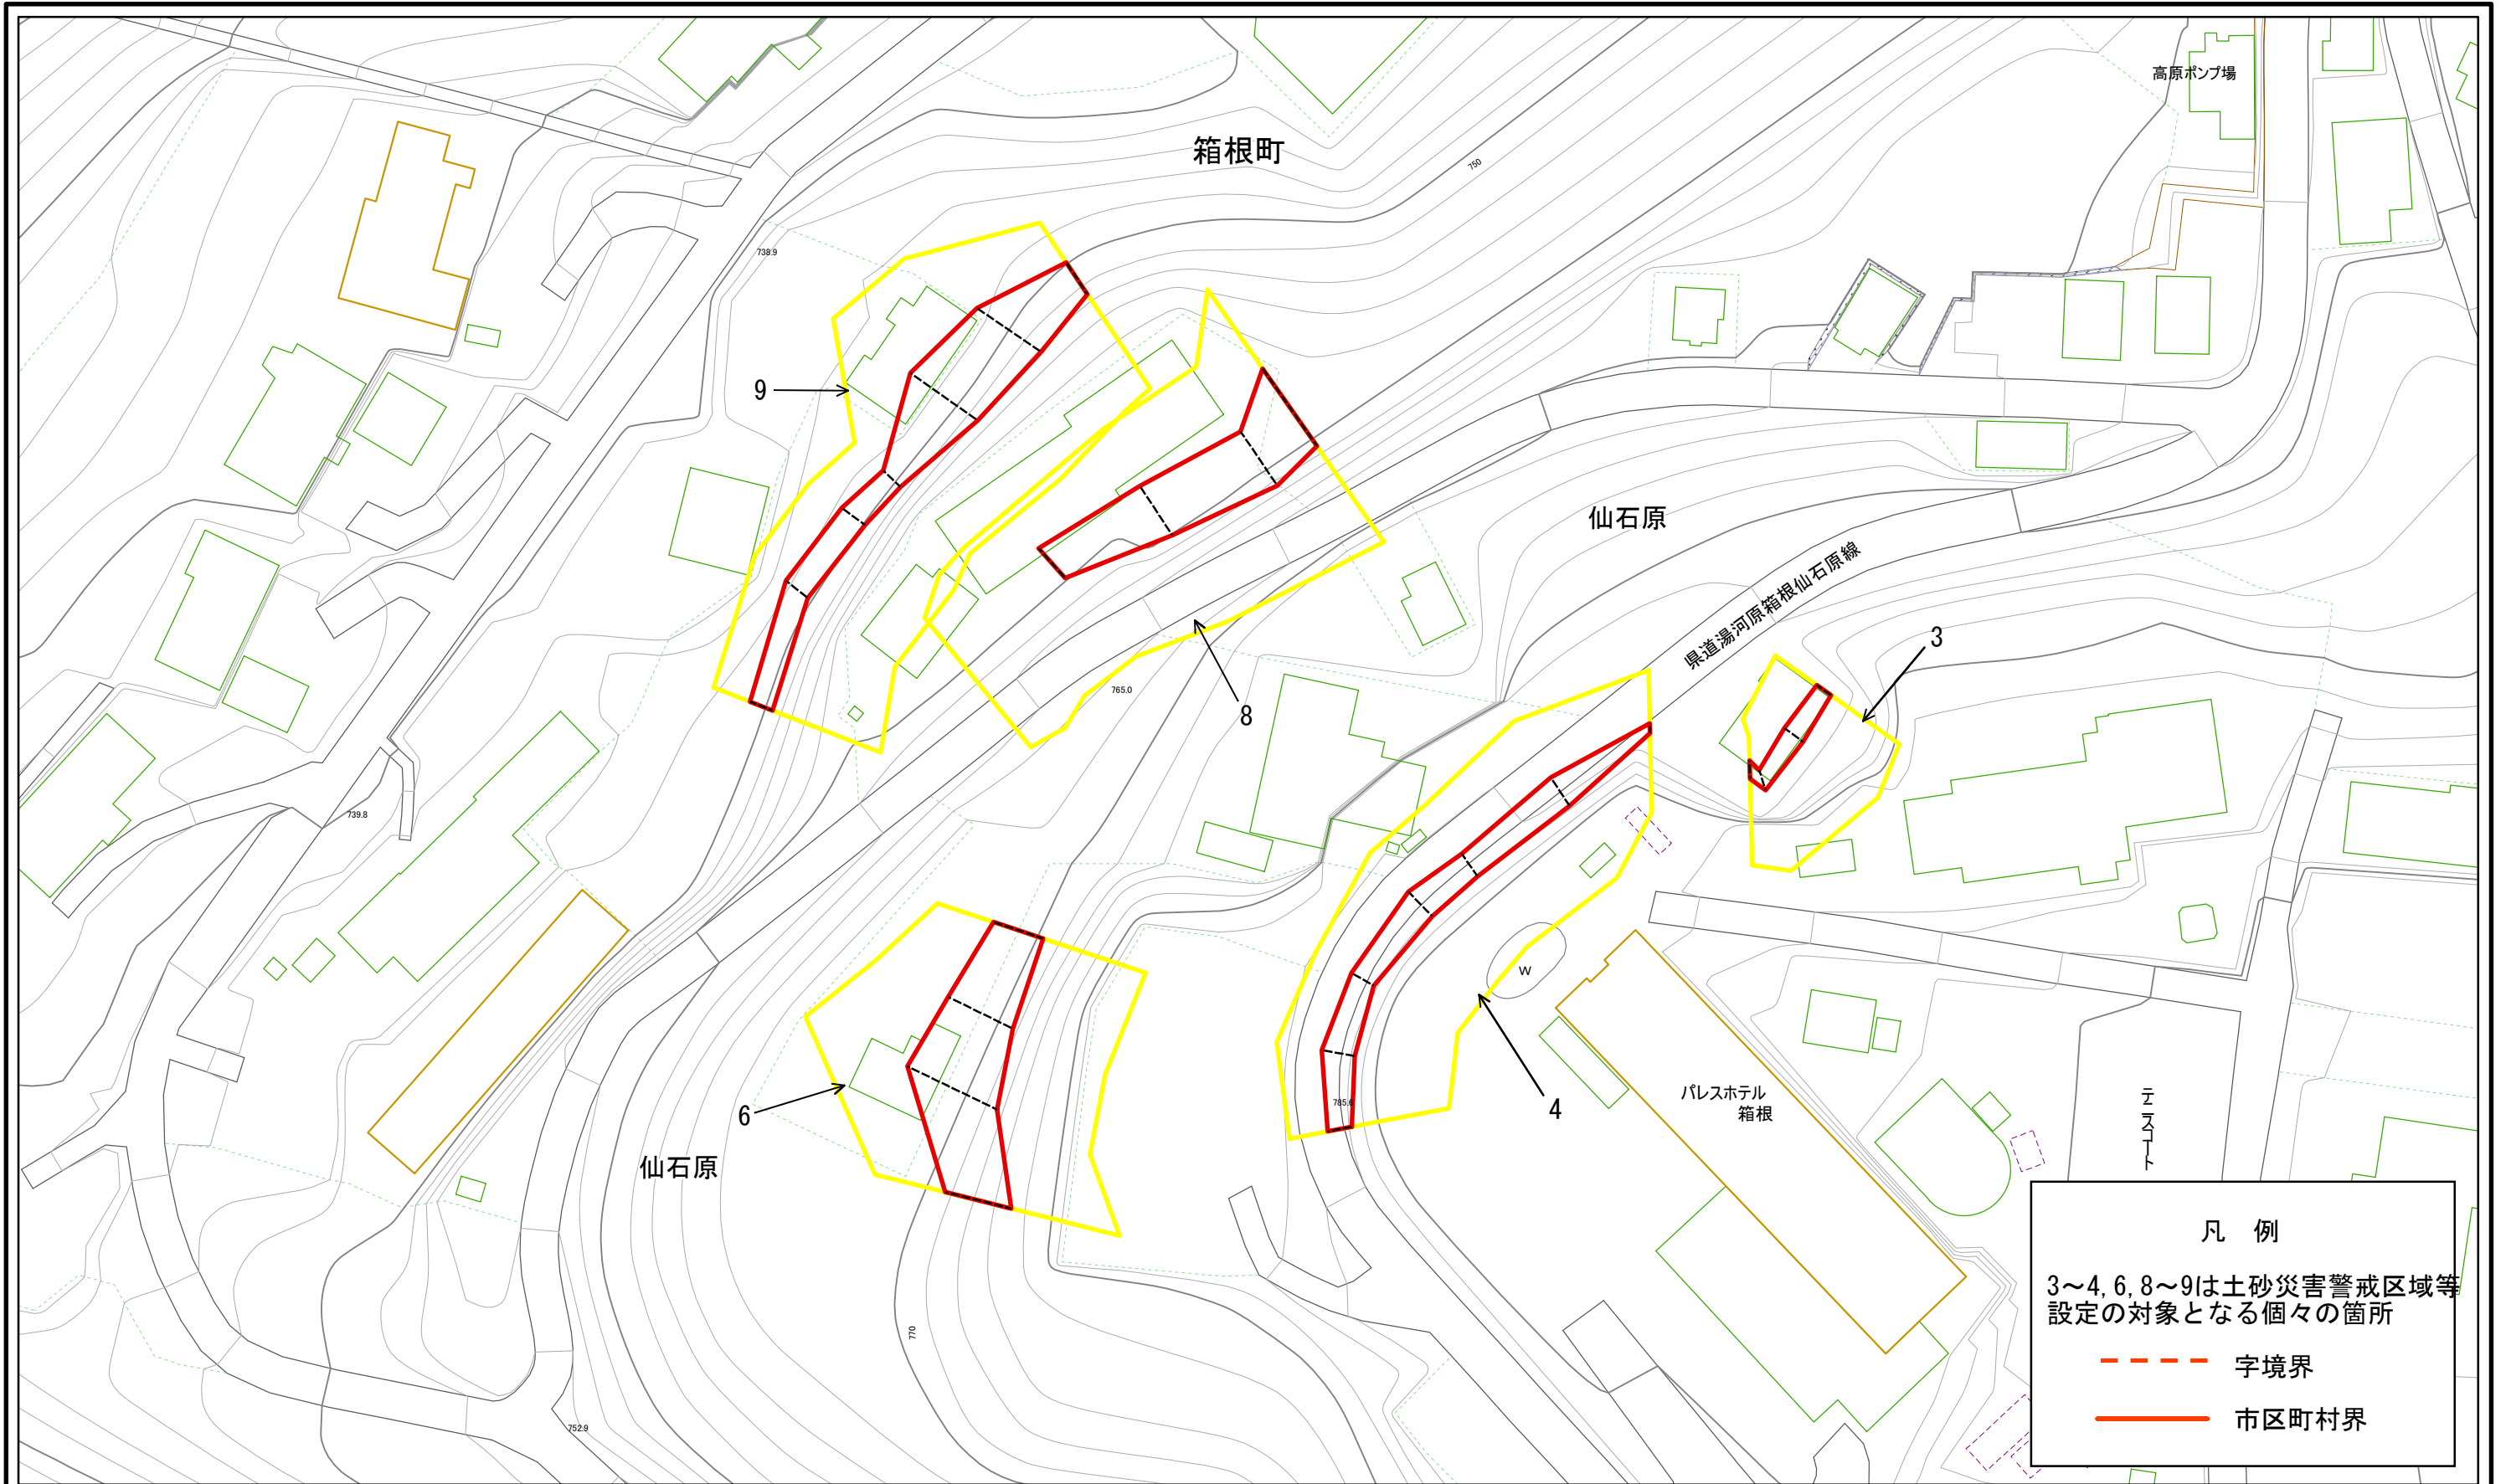 高原ポンプ場
箱根町
750
738.9
9
仙石原
県道湯河原箱根仙石原線
3
765.0
8
739.8
W
785.6
4
パレスホテル
箱根
6
テニスコート
仙石原
770
752.9
凡 例
3～4,6,8～9は土砂災害警戒区域等
設定の対象となる個々の箇所
字境界
市区町村界